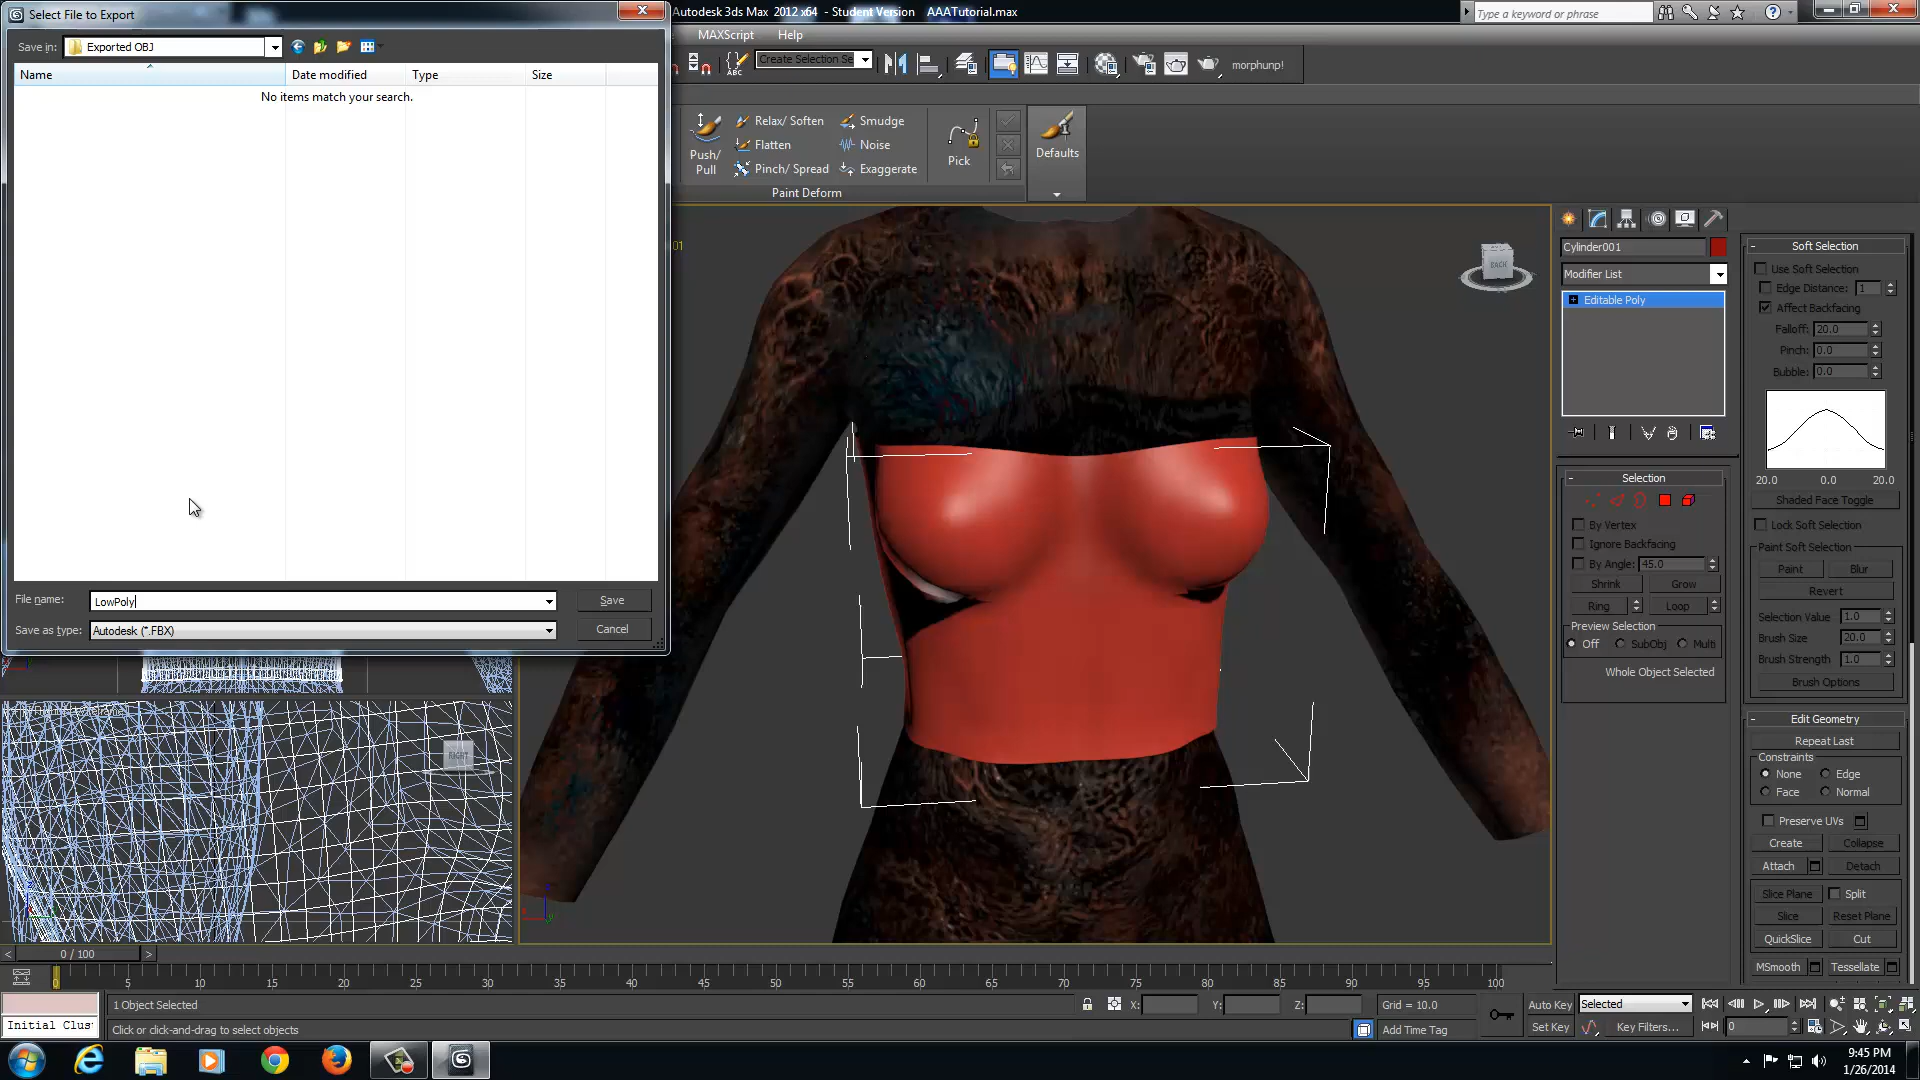 Select File to Export
Autodesk 3ds Max 2012 x64 - Student Version AAATutorial.max
Type a keyword or phrase
Save in: Exported OBJ
MAXScript Help
Create Selection Se
morphunp!
Name Date modified Type Size
No items match your search.
Push/ Pull
Relax/ Soften Smudge
Flatten Noise
Pinch/ Spread Exaggerate
Pick
Defaults
Paint Deform
File name: LowPoly Save
Save as type: Autodesk (*.FBX) Cancel
01
BACK
RIGHT
Cylinder001
Modifier List
Editable Poly
Selection
By Vertex
Ignore Backfacing
By Angle: 45.0
Shrink Grow
Ring Loop
Preview Selection
Off SubObj Multi
Whole Object Selected
Soft Selection
Use Soft Selection
Edge Distance: 1
Affect Backfacing
Falloff: 20.0
Pinch: 0.0
Bubble: 0.0
20.0 0.0 20.0
Shaded Face Toggle
Lock Soft Selection
Paint Soft Selection
Paint Blur
Revert
Selection Value 1.0
Brush Size 20.0
Brush Strength 1.0
Brush Options
Edit Geometry
Repeat Last
Constraints
None Edge
Face Normal
Preserve UVs
Create Collapse
Attach Detach
Slice Plane Split
Slice Reset Plane
QuickSlice Cut
MSmooth Tessellate
< 0 / 100 >
0 5 10 15 20 25 30 35 40 45 50 55 60 65 70 75 80 85 90 95 100
1 Object Selected X: Y: Z: Grid = 10.0 Auto Key Selected
Initial Clus
Click or click-and-drag to select objects Add Time Tag Set Key Key Filters... 0
9:45 PM
1/26/2014